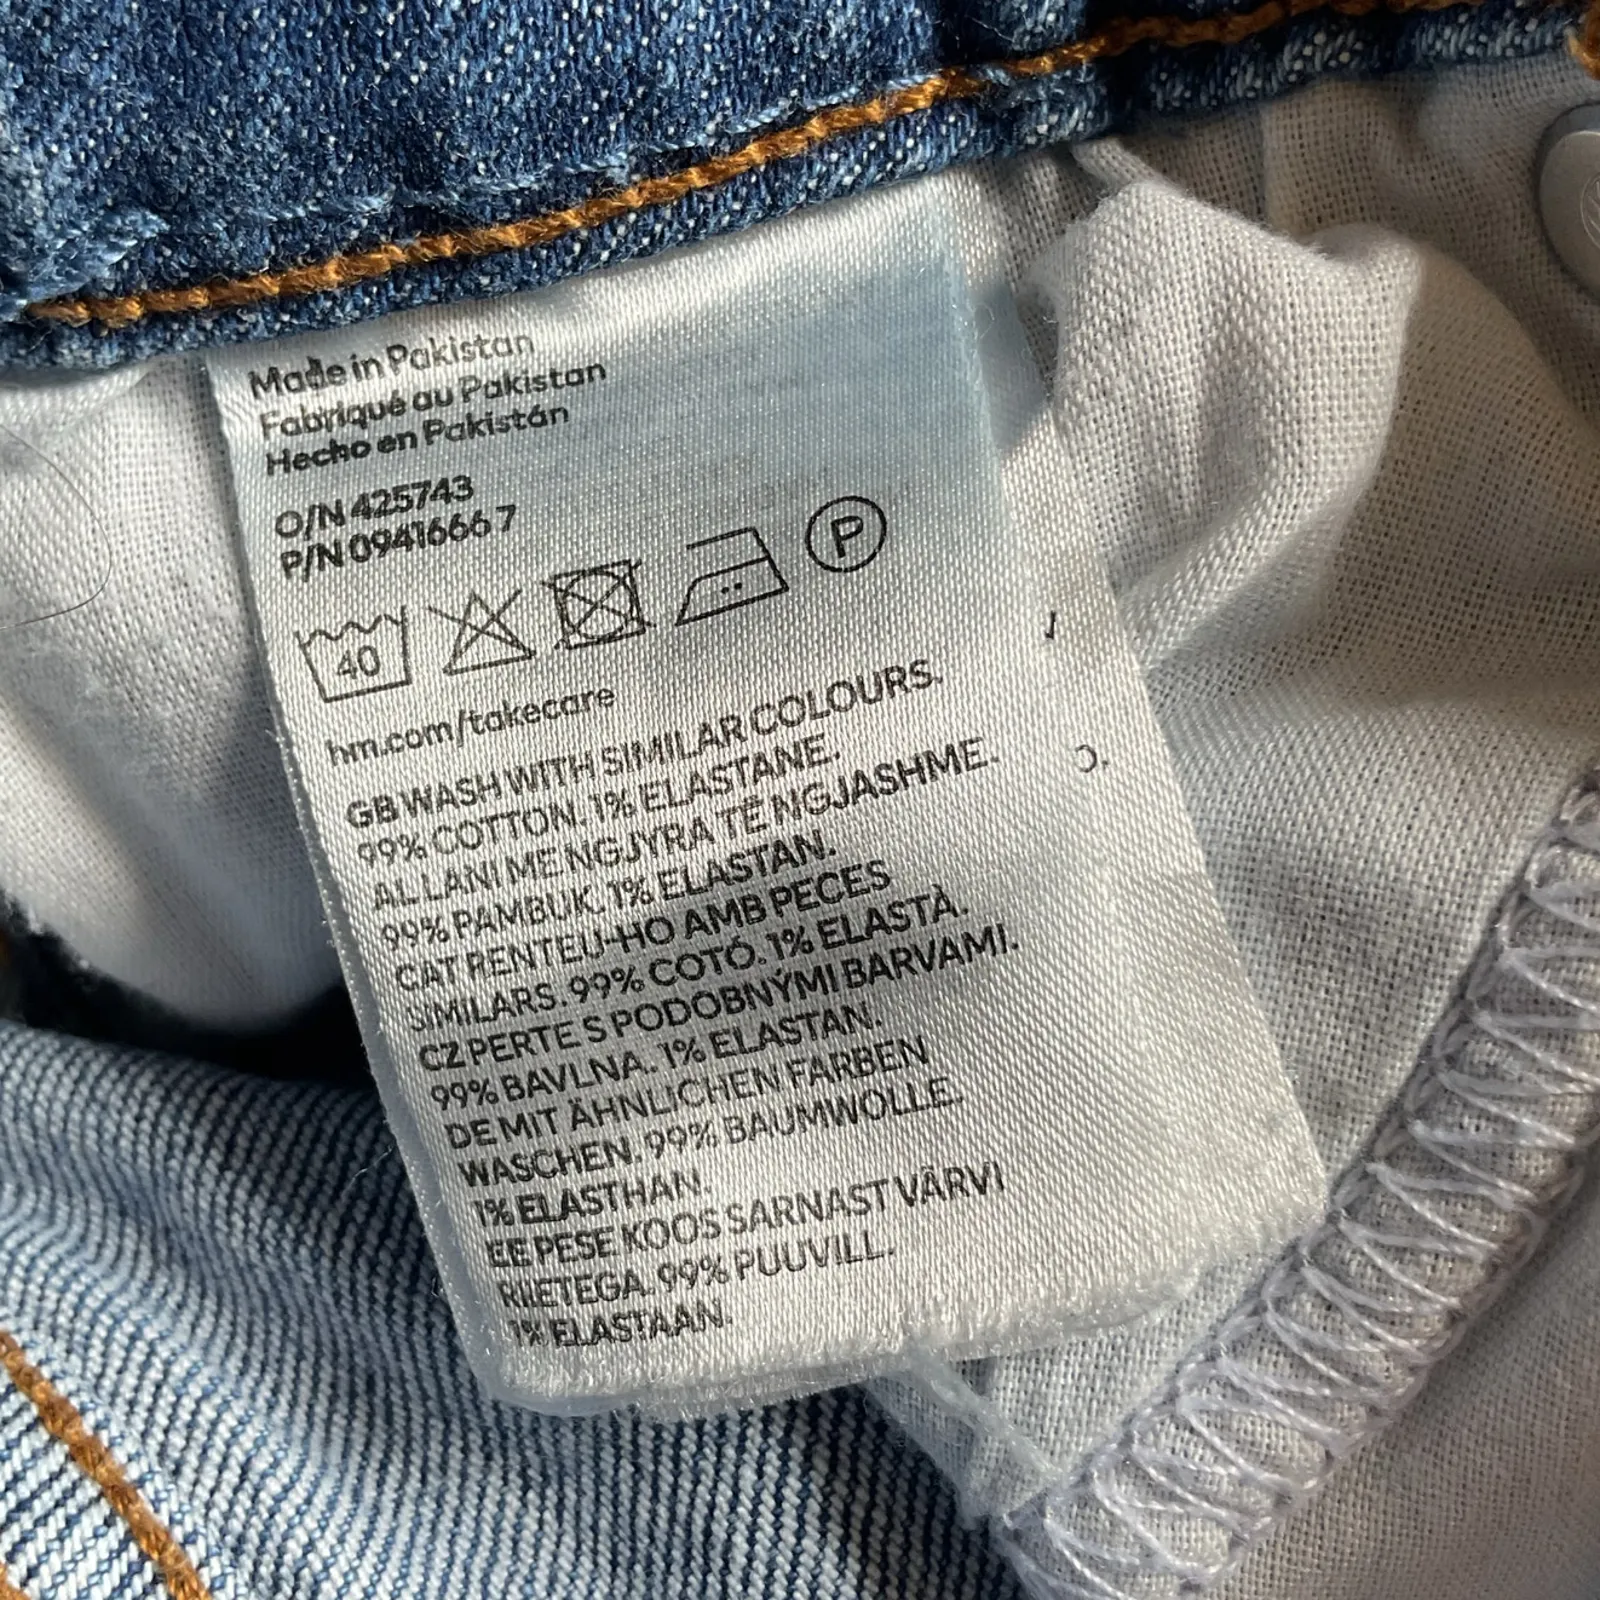 Made in Pakistan
Fabriqué au Pakistan
Hecho en Pakistán
O/N 425743
P/N 09416666 7
40 P
hm.com/takecare
GB WASH WITH SIMILAR COLOURS.
99% COTTON. 1% ELASTANE.
AL LANI ME NGJYRA TË NGJASHME.
99% PAMBUK. 1% ELASTAN.
CAT RENTEU-HO AMB PECES
SIMILARS. 99% COTÓ. 1% ELASTÀ.
CZ PERTE S PODOBNÝMI BARVAMI.
99% BAVLNA. 1% ELASTAN.
DE MIT ÄHNLICHEN FARBEN
WASCHEN. 99% BAUMWOLLE.
1% ELASTHAN.
EE PESE KOOS SARNAST VÄRVI
RIIETEGA. 99% PUUVILL.
1% ELASTAAN.